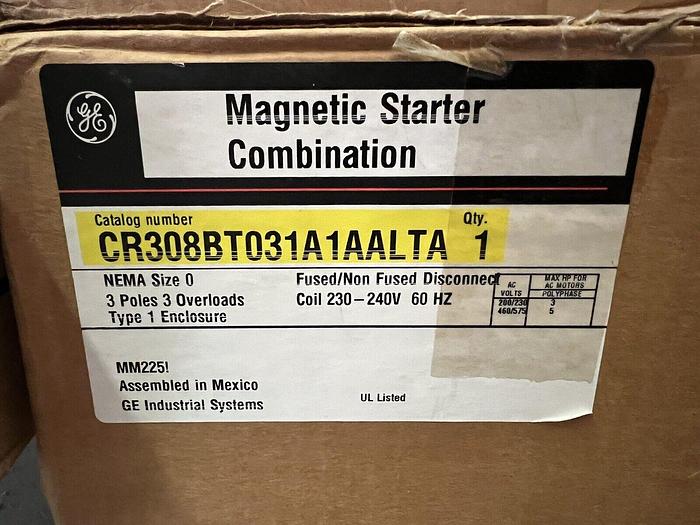 GE
Magnetic Starter
Combination
Catalog number Qty.
CR308BT031A1AALTA 1
NEMA Size 0 Fused/Non Fused Disconnect
3 Poles 3 Overloads Coil 230-240V 60 HZ
Type 1 Enclosure
AC VOLTS MAX HP FOR AC MOTORS
POLYPHASE
200/230 3
460/575 5
MM225!
Assembled in Mexico
GE Industrial Systems
UL Listed